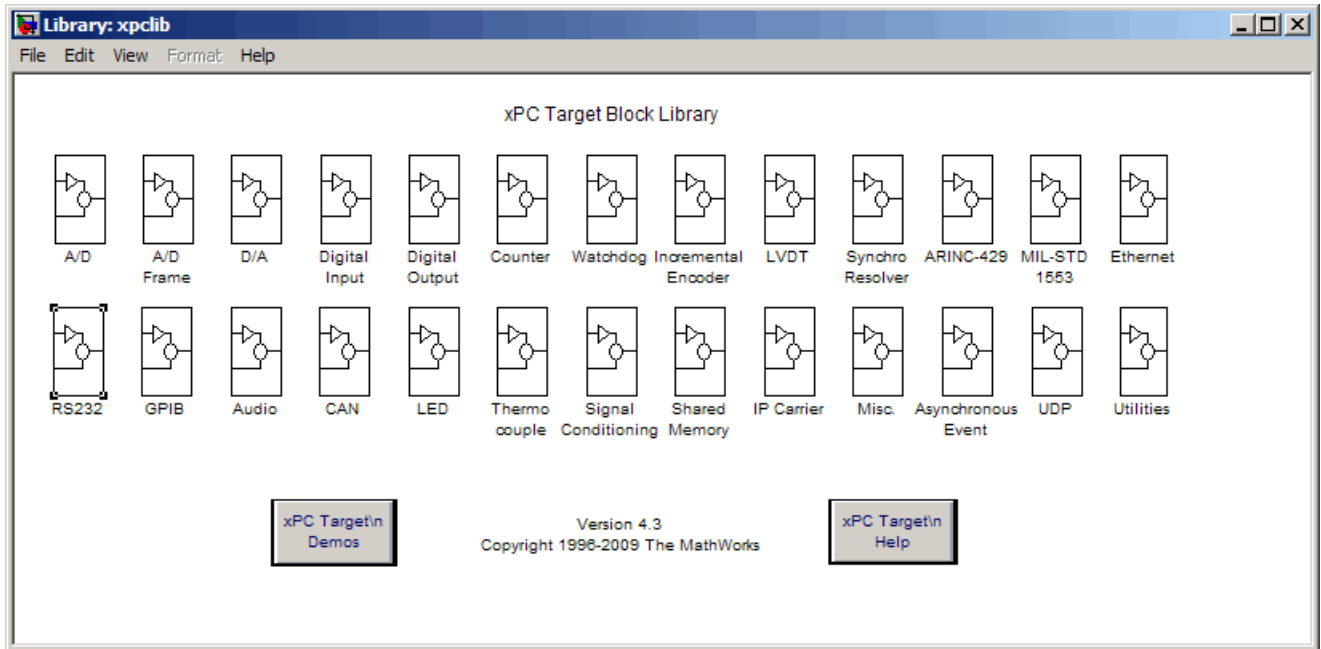 Library: xpclib
File Edit View Format Help
xPC Target Block Library
A/D A/D D/A Digital Digital Counter Watchdog Incremental LVDT Synchro ARINC-429 MIL-STD Ethernet
Frame Input Output Encoder Resolver 1553
RS232 GPIB Audio CAN LED Thermo Signal Shared IP Carrier Misc. Asynchronous UDP Utilities
couple Conditioning Memory Event
xPC Target\n Version 4.3 xPC Target\n
Demos Copyright 1996-2009 The MathWorks Help